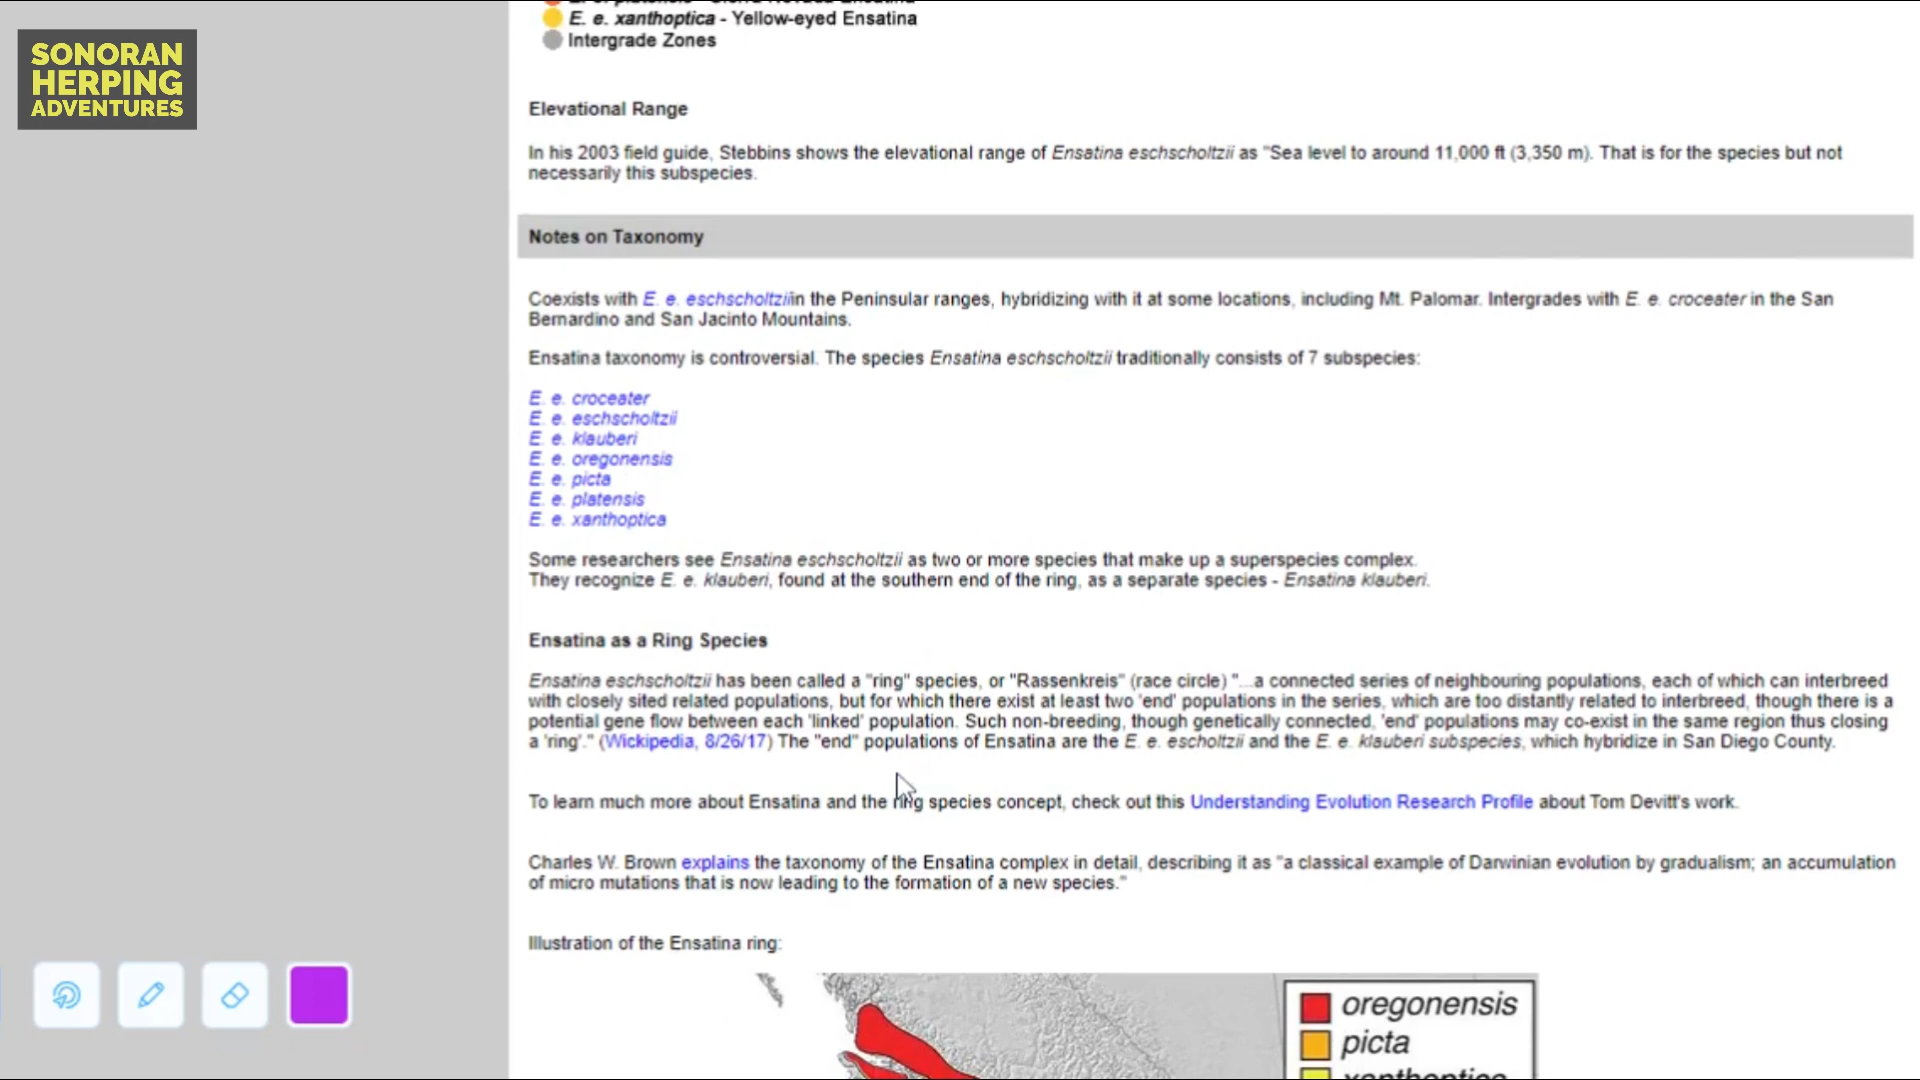 SONORAN
HERPING
ADVENTURES
E. e. xanthoptica - Yellow-eyed Ensatina
Intergrade Zones
Elevational Range
In his 2003 field guide, Stebbins shows the elevational range of Ensatina eschscholtzii as "Sea level to around 11,000 ft (3,350 m). That is for the species but not
necessarily this subspecies.
Notes on Taxonomy
Coexists with E. e. eschscholtziiin the Peninsular ranges, hybridizing with it at some locations, including Mt. Palomar. Intergrades with E. e. croceater in the San
Bernardino and San Jacinto Mountains.
Ensatina taxonomy is controversial. The species Ensatina eschscholtzii traditionally consists of 7 subspecies:
E. e. croceater
E. e. eschscholtzii
E. e. klauberi
E. e. oregonensis
E. e. picta
E. e. platensis
E. e. xanthoptica
Some researchers see Ensatina eschscholtzii as two or more species that make up a superspecies complex.
They recognize E. e. klauberi, found at the southern end of the ring, as a separate species - Ensatina klauberi.
Ensatina as a Ring Species
Ensatina eschscholtzii has been called a "ring" species, or "Rassenkreis" (race circle) "...a connected series of neighbouring populations, each of which can interbreed
with closely sited related populations, but for which there exist at least two 'end' populations in the series, which are too distantly related to interbreed, though there is a
potential gene flow between each 'linked' population. Such non-breeding, though genetically connected, 'end' populations may co-exist in the same region thus closing
a 'ring'." (Wickipedia, 8/26/17) The "end" populations of Ensatina are the E. e. escholtzii and the E. e. klauberi subspecies, which hybridize in San Diego County.
To learn much more about Ensatina and the ring species concept, check out this Understanding Evolution Research Profile about Tom Devitt's work.
Charles W. Brown explains the taxonomy of the Ensatina complex in detail, describing it as "a classical example of Darwinian evolution by gradualism; an accumulation
of micro mutations that is now leading to the formation of a new species."
Illustration of the Ensatina ring:
oregonensis
picta